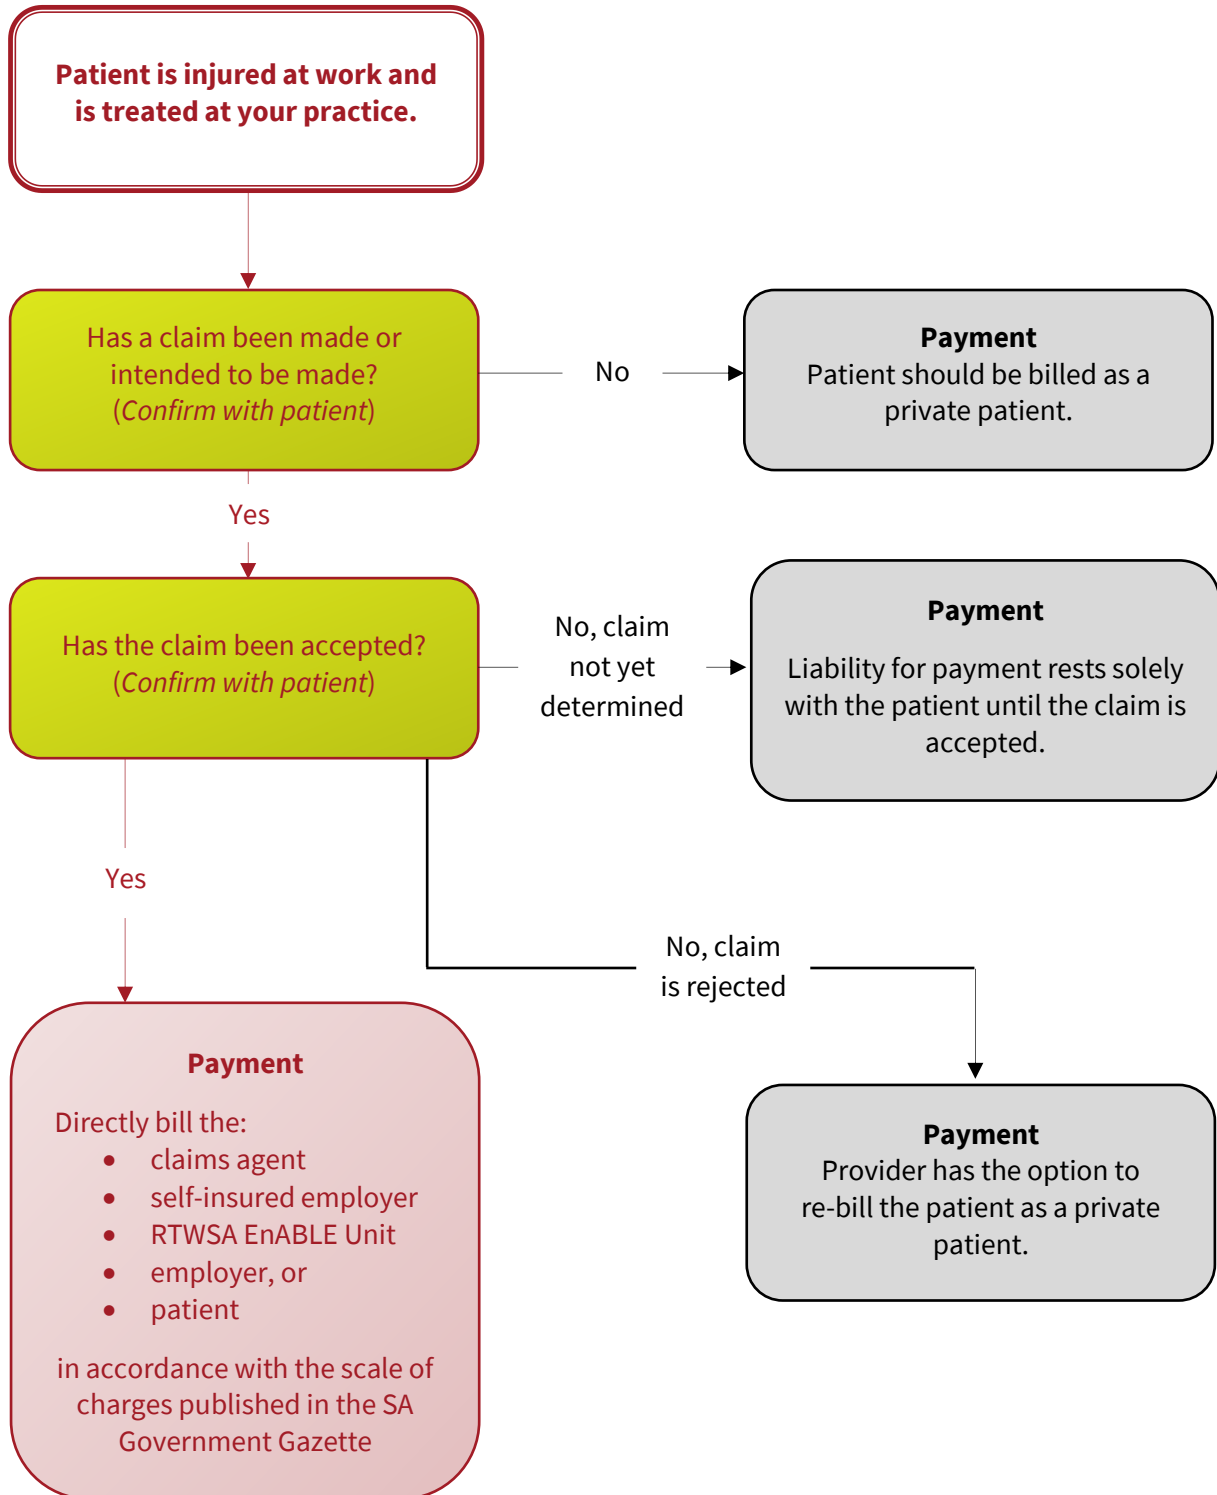 Patient is injured at work and
is treated at your practice.
Has a claim been made or
intended to be made?
(Confirm with patient)
No
Payment
Patient should be billed as a
private patient.
Yes
Has the claim been accepted?
(Confirm with patient)
No, claim
not yet
determined
Payment
Liability for payment rests solely
with the patient until the claim is
accepted.
Yes
No, claim
is rejected
Payment
Directly bill the:
• claims agent
• self-insured employer
• RTWSA EnABLE Unit
• employer, or
• patient
in accordance with the scale of
charges published in the SA
Government Gazette
Payment
Provider has the option to
re-bill the patient as a private
patient.